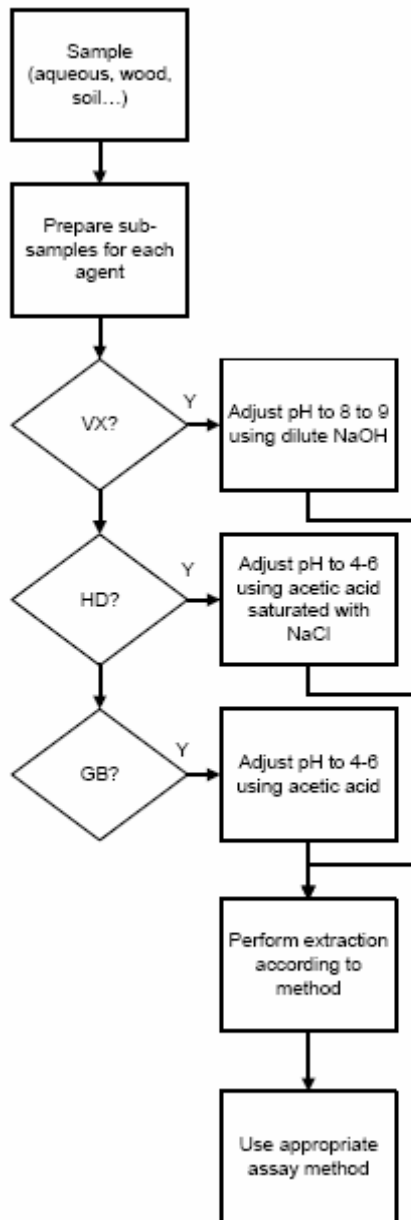 Sample
(aqueous, wood,
soil…)
Prepare sub-
samples for each
agent
VX?
Y
Adjust pH to 8 to 9
using dilute NaOH
HD?
Y
Adjust pH to 4-6
using acetic acid
saturated with
NaCl
GB?
Y
Adjust pH to 4-6
using acetic acid
Perform extraction
according to
method
Use appropriate
assay method